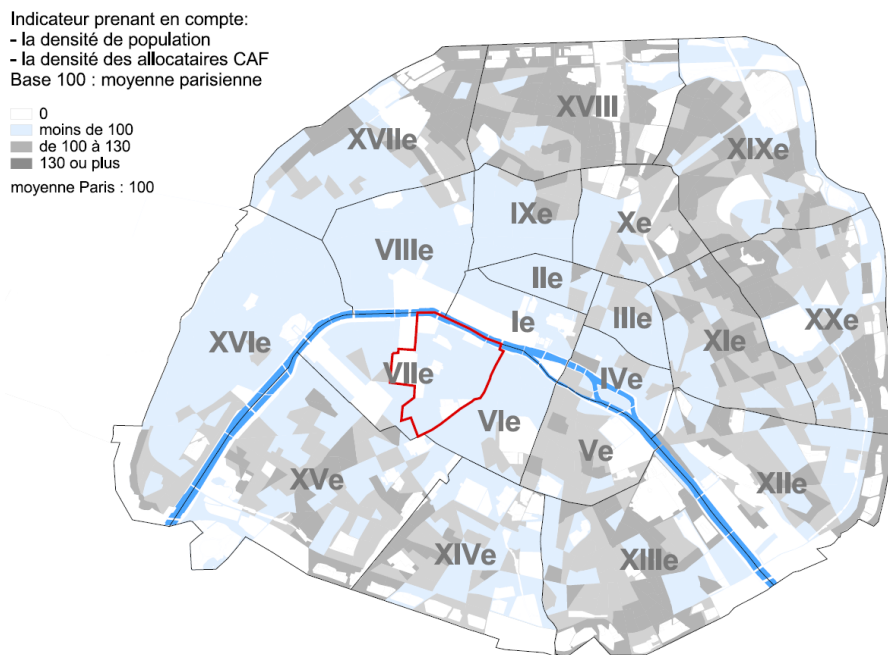 Indicateur prenant en compte:
- la densité de population
- la densité des allocataires CAF
Base 100 : moyenne parisienne
0
moins de 100
de 100 à 130
130 ou plus
moyenne Paris : 100
XVIII
XVIIe
XIXe
IXe
Xe
VIIIe
IIe
Ie
IIIe
XVIe
XXe
XIe
VIIe
IVe
VIe
Ve
XVe
XIIe
XIVe
XIIIe